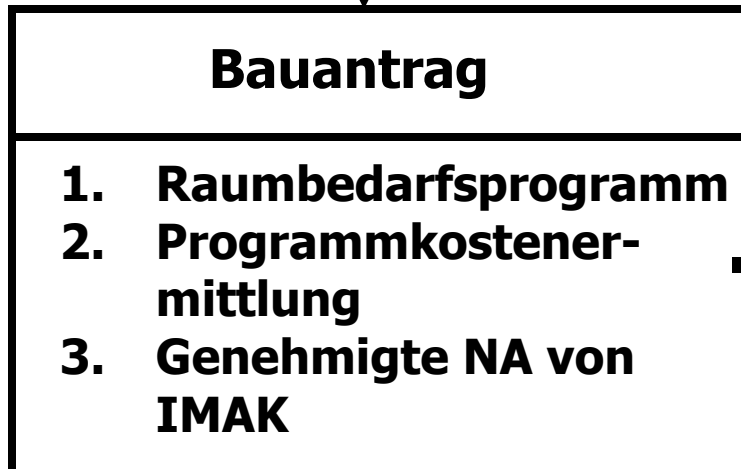 Bauantrag
1. Raumbedarfsprogramm
2. Programmkostener-
mittlung
3. Genehmigte NA von
IMAK